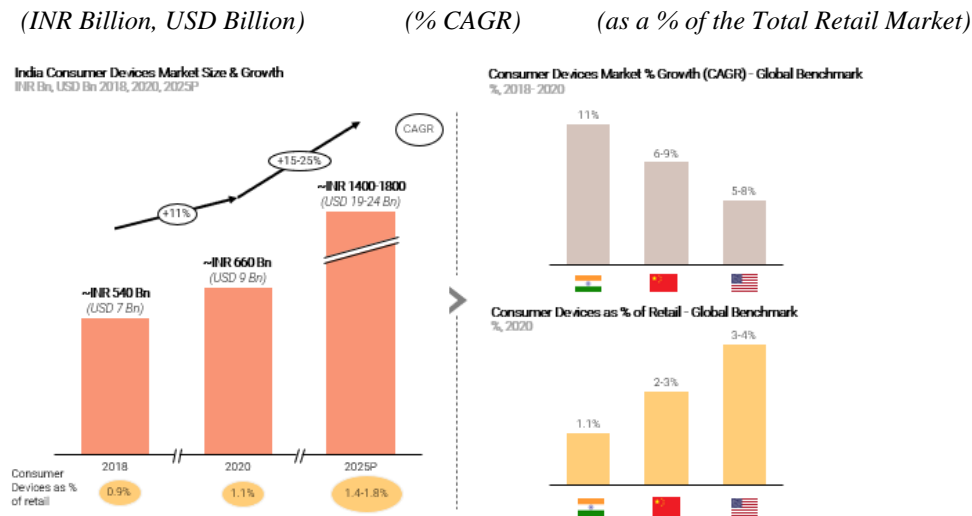 (INR Billion, USD Billion) (% CAGR) (as a % of the Total Retail Market)
India Consumer Devices Market Size & Growth
INR Bn, USD Bn 2018, 2020, 2025P
CAGR
+15-25%
+11%
~INR 1400-1800
(USD 19-24 Bn)
~INR 660 Bn
(USD 9 Bn)
~INR 540 Bn
(USD 7 Bn)
2018 2020 2025P
Consumer
Devices as %
of retail
0.9% 1.1% 1.4-1.8%
Consumer Devices Market % Growth (CAGR) - Global Benchmark
%, 2018-2020
11%
6-9%
5-8%
Consumer Devices as % of Retail - Global Benchmark
%, 2020
3-4%
2-3%
1.1%